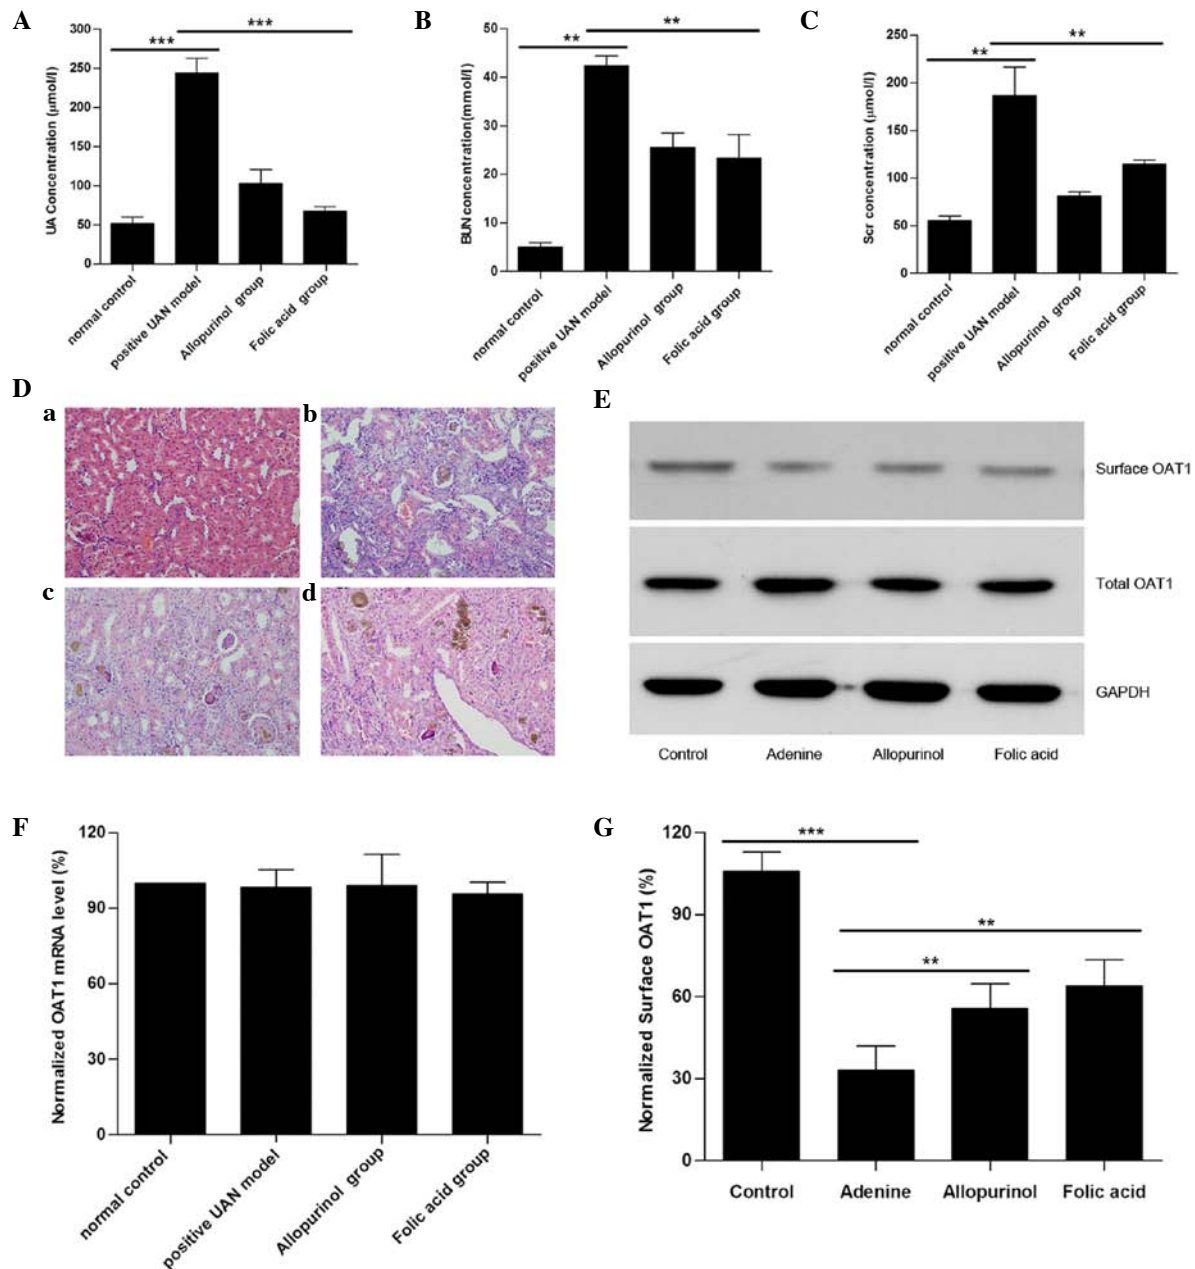 A
UA Concentration (µmol/l)
300
250
200
150
100
50
0
***
***
normal control
positive UAN model
Allopurinol group
Folic acid group
B
BUN concentration(mmol/l)
50
40
30
20
10
0
**
**
normal control
positive UAN model
Allopurinol group
Folic acid group
C
Scr concentration (µmol/l)
250
200
150
100
50
0
**
**
normal control
positive UAN model
Allopurinol group
Folic acid group
D
a
b
c
d
E
Surface OAT1
Total OAT1
GAPDH
Control Adenine Allopurinol Folic acid
F
Normalized OAT1 mRNA level (%)
120
90
60
30
0
normal control
positive UAN model
Allopurinol group
Folic acid group
G
Normalized Surface OAT1 (%)
120
90
60
30
0
***
**
**
Control Adenine Allopurinol Folic acid